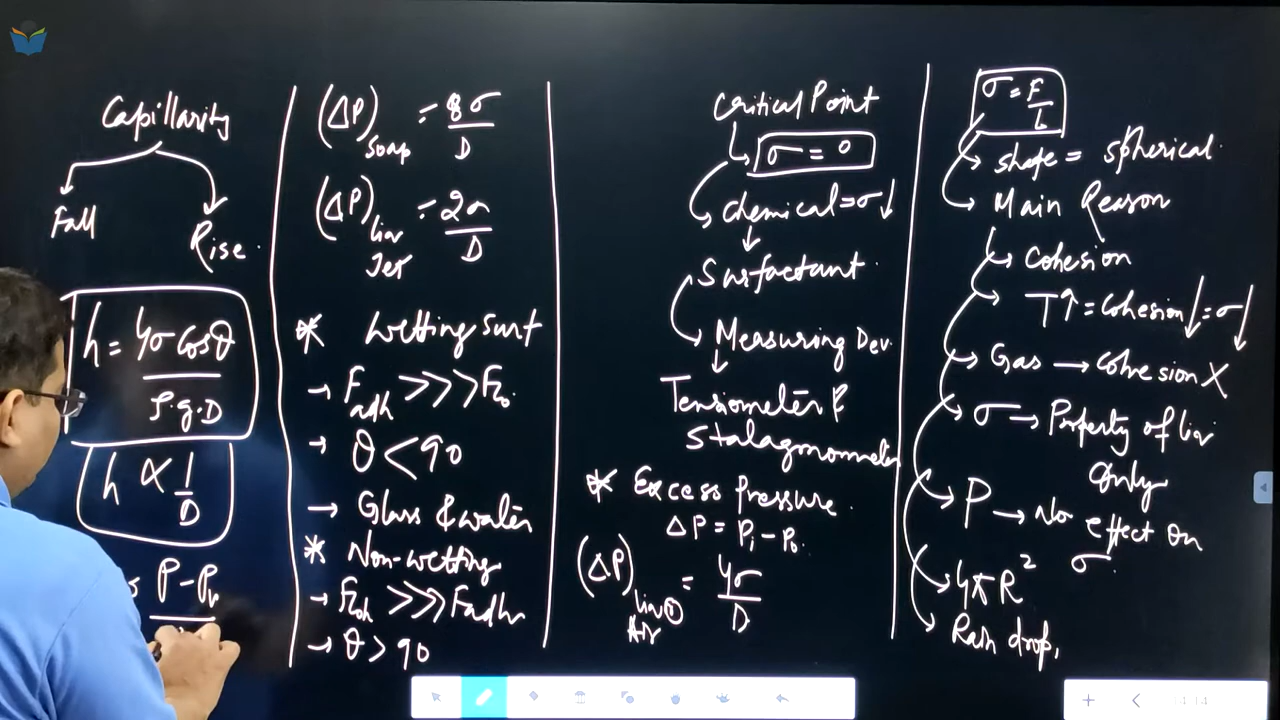 Capillarity
Fall
Rise.
h = 4σ cosθ / ρ.g.D
h ∝ 1/D
P - Pv
(ΔP) Soap = 8σ / D
(ΔP) liq Jet = 2σ / D
* Wetting Surf
→ Fadh >>> Fco.
→ θ < 90
→ Glass & water
* Non-wetting
→ Fcoh >>> Fadh
→ θ > 90
Critical Point
σ = 0
chemical = σ↓
Surfactant
Measuring Dev.
Tensiometer &
Stalagmometer
* Excess Pressure.
ΔP = Pi - Po.
(ΔP) Air = 4σ / D
σ = F / L
shape = spherical.
Main Reason
Cohesion
T↑ = Cohesion↓ = σ↓
Gas → Cohesion X
σ → Property of liq
Only
P → No effect On
σ.
4πR²
Rain drop,
14:14